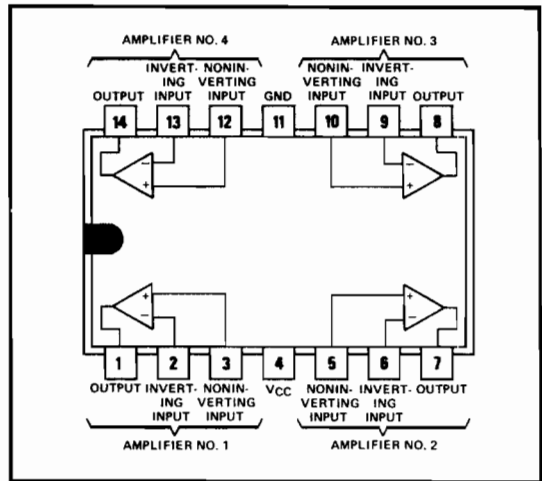 AMPLIFIER NO. 4 AMPLIFIER NO. 3
INVERT- NONIN- NONIN- INVERT-
ING VERTING VERTING ING
OUTPUT INPUT INPUT GND INPUT INPUT OUTPUT
14 13 12 11 10 9 8
− − 
+ +
+ +
− −
1 2 3 4 5 6 7
OUTPUT INVERT- NONIN- VCC NONIN- INVERT- OUTPUT
ING VERTING VERTING ING
INPUT INPUT INPUT INPUT
AMPLIFIER NO. 1 AMPLIFIER NO. 2